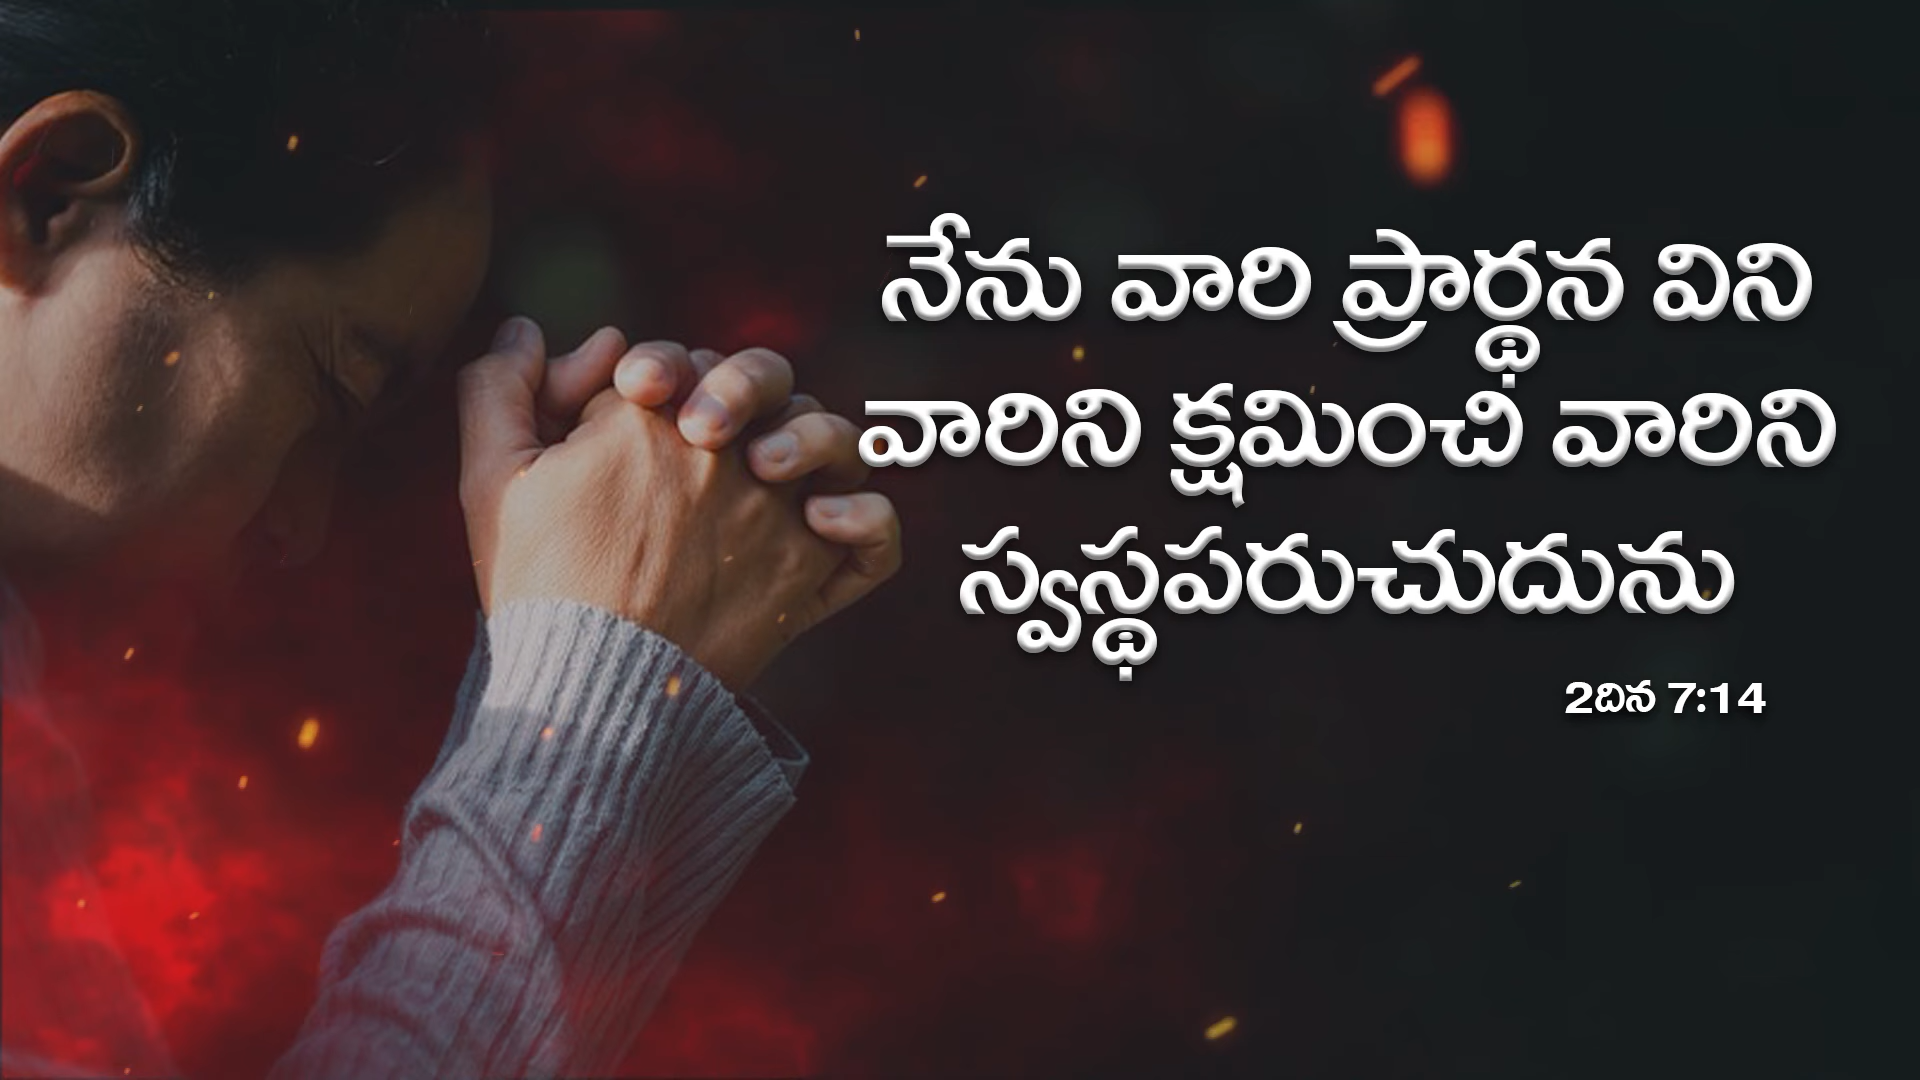 నేను వారి ప్రార్థన విని
వారిని క్షమించి వారిని
స్వస్థపరుచుదును
2దిన 7:14